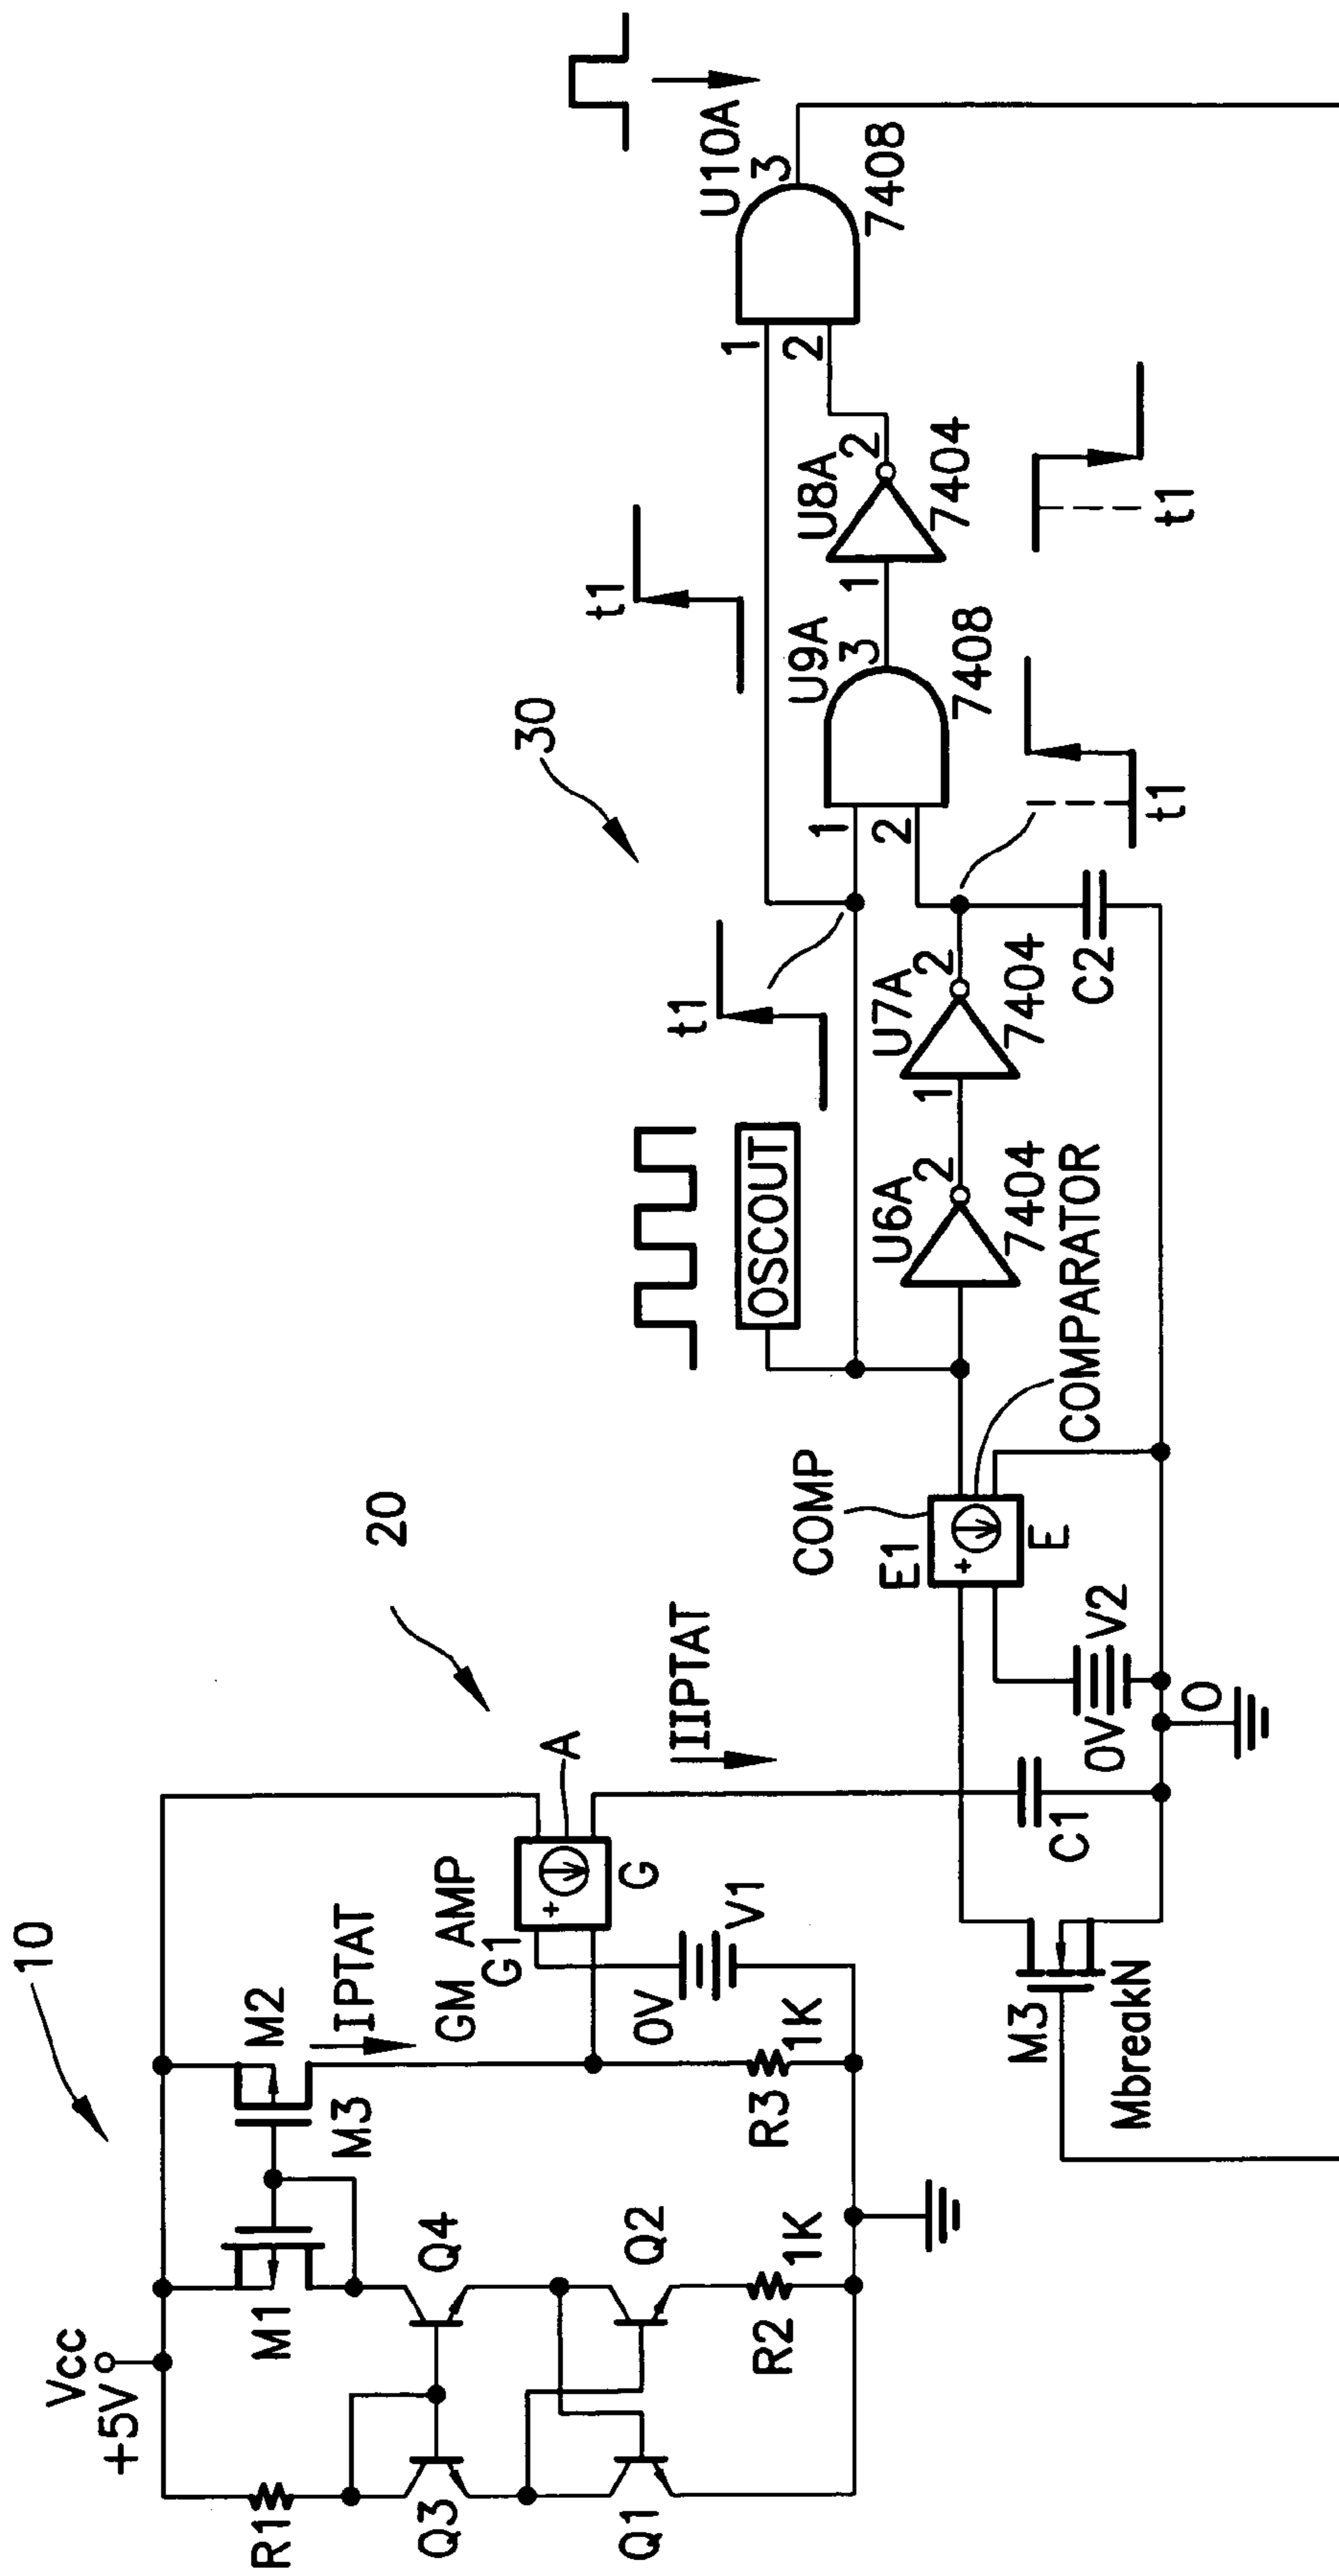 10
Vcc
+5V
R1
M1
M2
M3
IPTAT
Q3
Q4
Q1
Q2
R2
1K
R3
1K
20
GM AMP
G1
+
G
A
0V
V1
IIPTAT
M3
MbreakN
C1
0V
V2
0
COMP
E1
+
E
COMPARATOR
30
OSCOUT
t1
U6A
2
7404
U7A
1
2
7404
C2
t1
t1
U9A
1
2
3
7408
U8A
1
2
7404
t1
U10A
1
2
3
7408